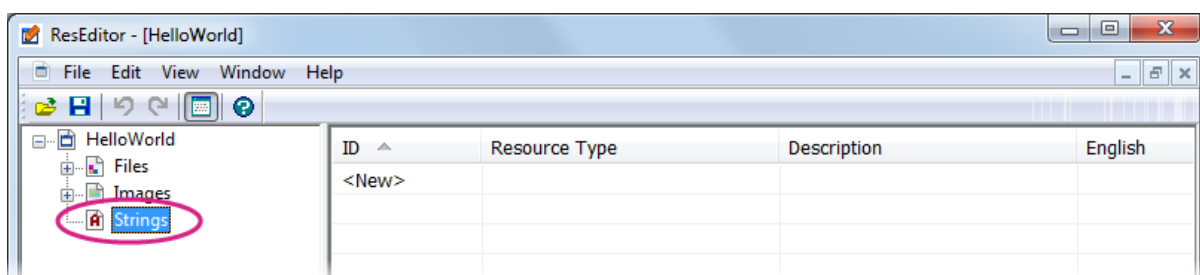 ResEditor - [HelloWorld]
File Edit View Window Help
HelloWorld
Files
Images
Strings
ID Resource Type Description English
<New>